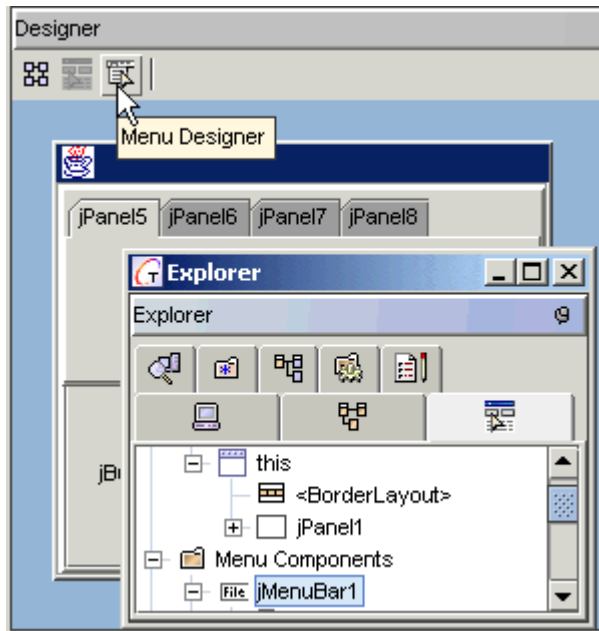 Designer
Menu Designer
jPanel5 jPanel6 jPanel7 jPanel8
Explorer
Explorer
this
<BorderLayout>
jPanel1
Menu Components
File jMenuBar1